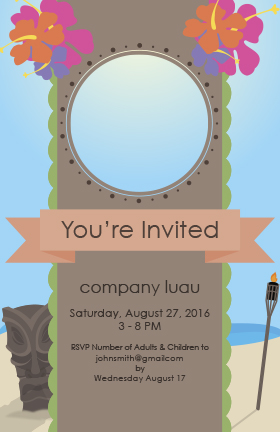 You're Invited
company luau
Saturday, August 27, 2016
3 - 8 PM
RSVP Number of Adults & Children to
johnsmith@gmailcom
by
Wednesday August 17